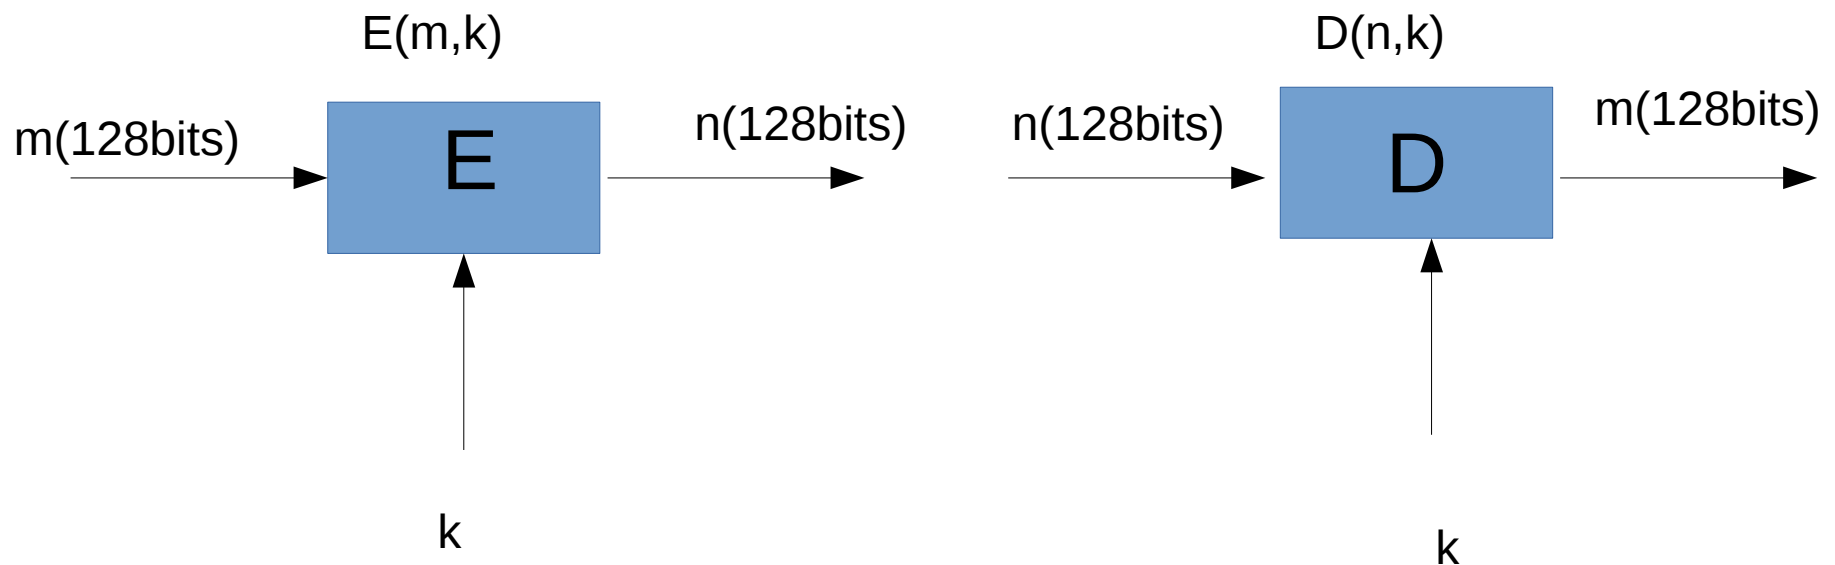 E(m,k)
m(128bits)
E
n(128bits)
k
D(n,k)
n(128bits)
D
m(128bits)
k